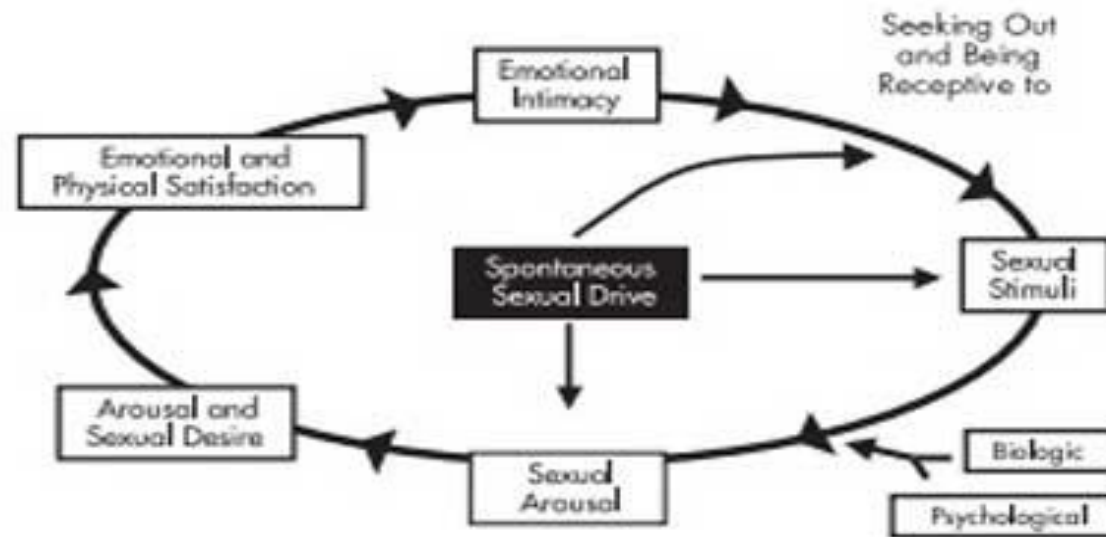 Seeking Out
and Being
Receptive to
Emotional
Intimacy
Emotional and
Physical Satisfaction
Spontaneous
Sexual Drive
Sexual
Stimuli
Arousal and
Sexual Desire
Sexual
Arousal
Biologic
Psychological